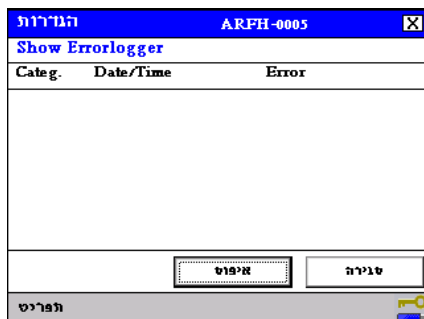 הגדרות ARFH-0005 X
Show Errorlogger
Categ. Date/Time Error
איפוס סגירה
תפריט